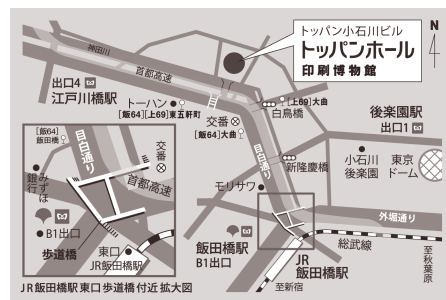 トッパン小石川ビル
トッパンホール
印刷博物館
N
神田川
首都高速
出口4
江戸川橋駅
トーハン
[飯64][上69]東五軒町
[上69]大曲
白鳥橋
交番
[飯64]大曲
後楽園駅
出口1
目白通り
新隆慶橋
小石川
後楽園
東京
ドーム
モリサワ
外堀通り
飯田橋駅
B1出口
総武線
JR
飯田橋駅
至新宿
至秋葉原
[飯64]
飯田橋
目白通り
交番
首都高速
みずほ
銀行
B1出口
歩道橋
東口
JR飯田橋駅
JR飯田橋駅東口歩道橋付近拡大図